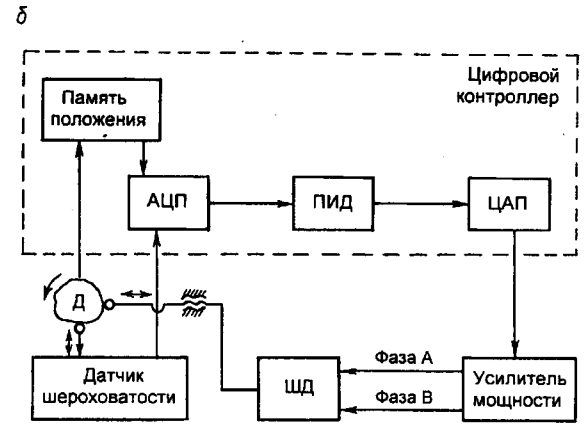 б
Цифровой
контроллер
Память
положения
АЦП
ПИД
ЦАП
Д
Датчик
шероховатости
ШД
Фаза А
Фаза В
Усилитель
мощности